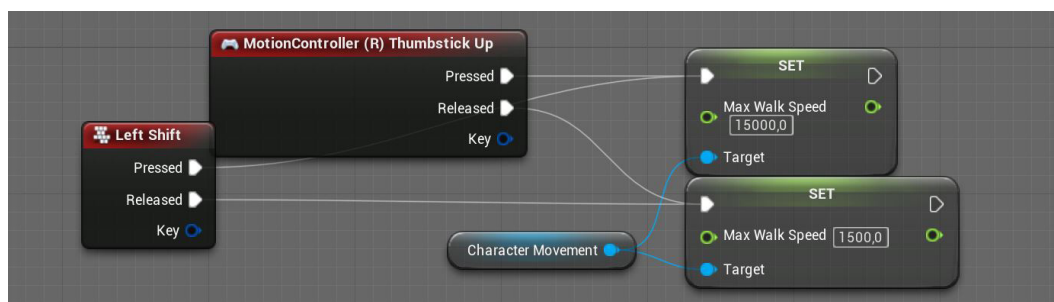 MotionController (R) Thumbstick Up
Pressed
Released
Key
Left Shift
Pressed
Released
Key
Character Movement
SET
Max Walk Speed
15000,0
Target
SET
Max Walk Speed 1500,0
Target